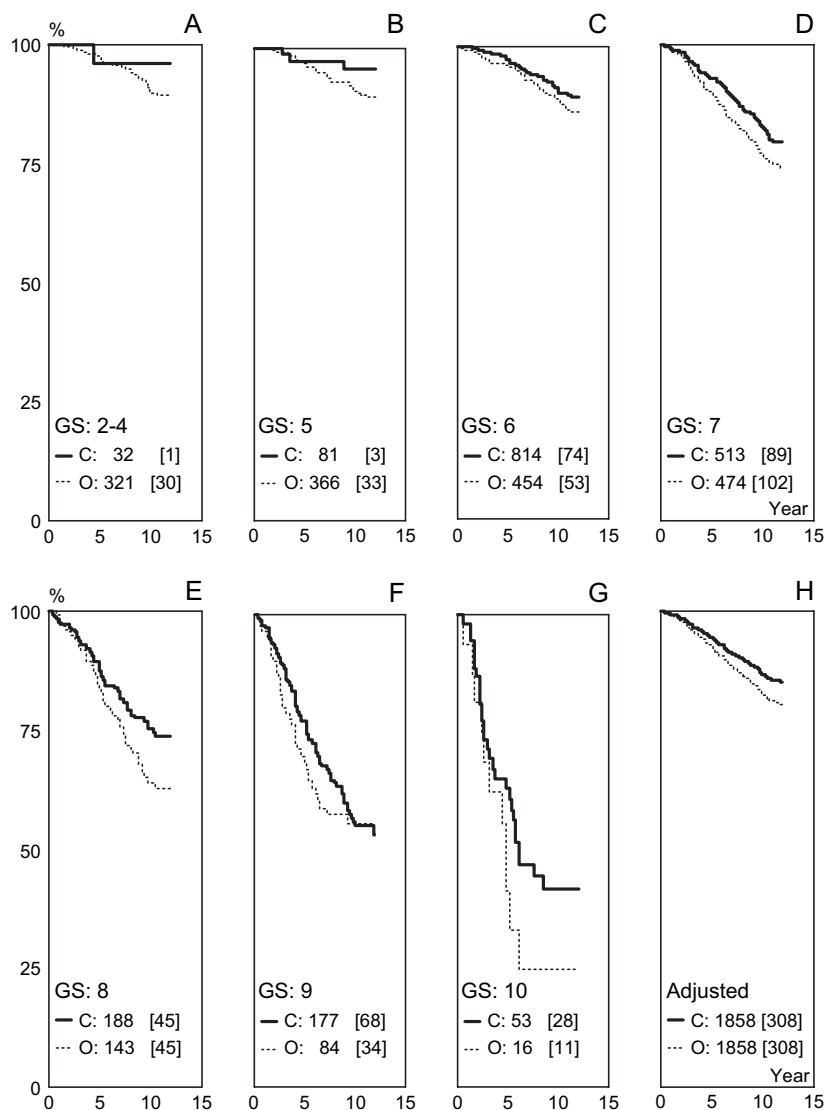 % A B C D
100
75
50
25
0
GS: 2-4
C: 32 [1]
O: 321 [30]
GS: 5
C: 81 [3]
O: 366 [33]
GS: 6
C: 814 [74]
O: 454 [53]
GS: 7
C: 513 [89]
O: 474 [102]
Year
0 5 10 15
0 5 10 15
0 5 10 15
0 5 10 15
% E F G H
100
75
50
25
0
GS: 8
C: 188 [45]
O: 143 [45]
GS: 9
C: 177 [68]
O: 84 [34]
GS: 10
C: 53 [28]
O: 16 [11]
Adjusted
C: 1858 [308]
O: 1858 [308]
Year
0 5 10 15
0 5 10 15
0 5 10 15
0 5 10 15